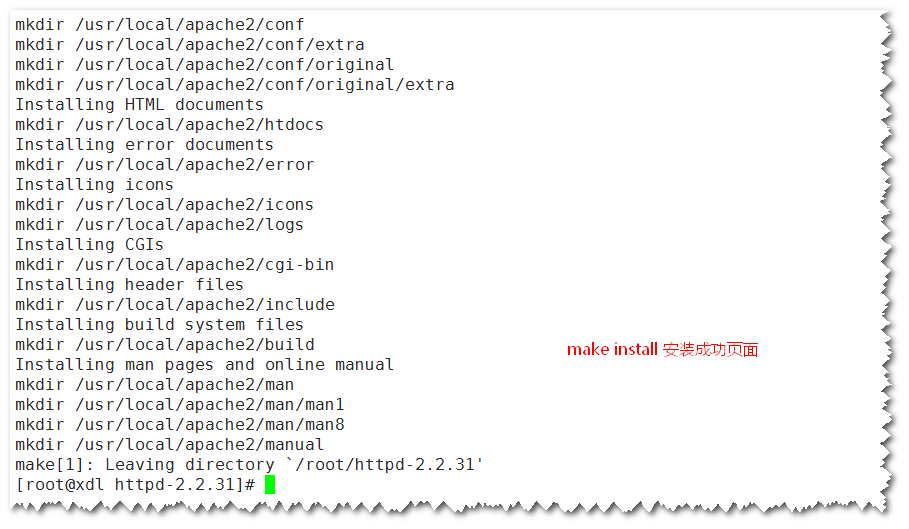 mkdir /usr/local/apache2/conf
mkdir /usr/local/apache2/conf/extra
mkdir /usr/local/apache2/conf/original
mkdir /usr/local/apache2/conf/original/extra
Installing HTML documents
mkdir /usr/local/apache2/htdocs
Installing error documents
mkdir /usr/local/apache2/error
Installing icons
mkdir /usr/local/apache2/icons
mkdir /usr/local/apache2/logs
Installing CGIs
mkdir /usr/local/apache2/cgi-bin
Installing header files
mkdir /usr/local/apache2/include
Installing build system files
mkdir /usr/local/apache2/build
make install 安装成功页面
Installing man pages and online manual
mkdir /usr/local/apache2/man
mkdir /usr/local/apache2/man/man1
mkdir /usr/local/apache2/man/man8
mkdir /usr/local/apache2/manual
make[1]: Leaving directory `/root/httpd-2.2.31'
[root@xdl httpd-2.2.31]#